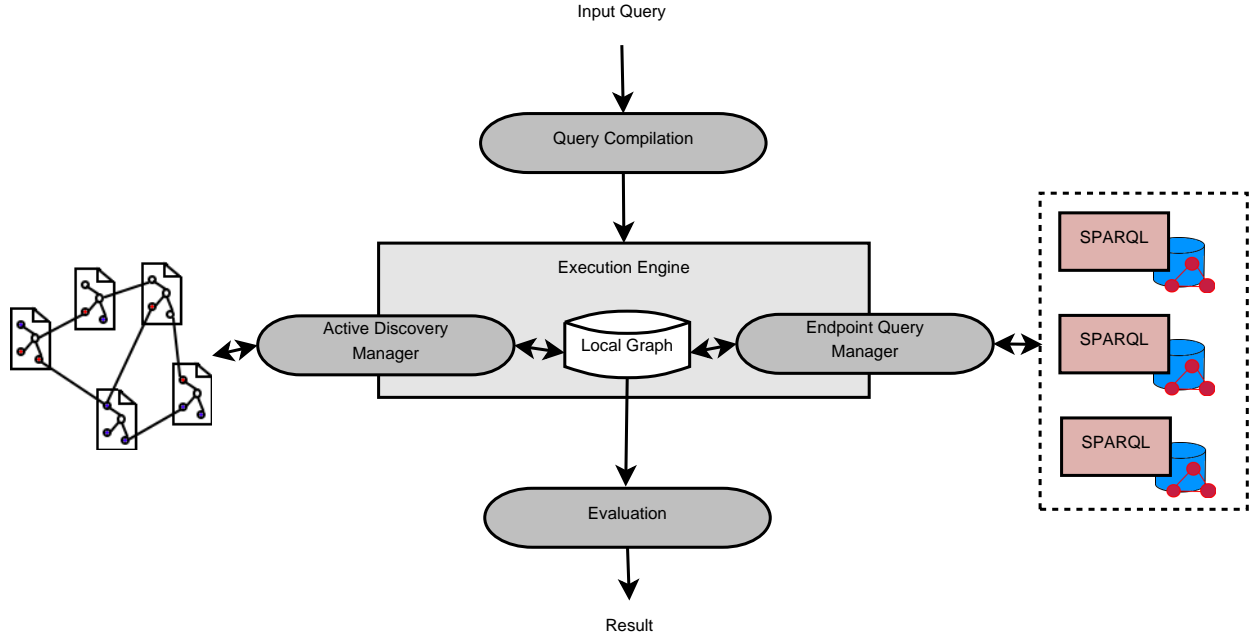 Input Query
Query Compilation
Execution Engine
Active Discovery
Manager
Local Graph
Endpoint Query
Manager
SPARQL
SPARQL
SPARQL
Evaluation
Result